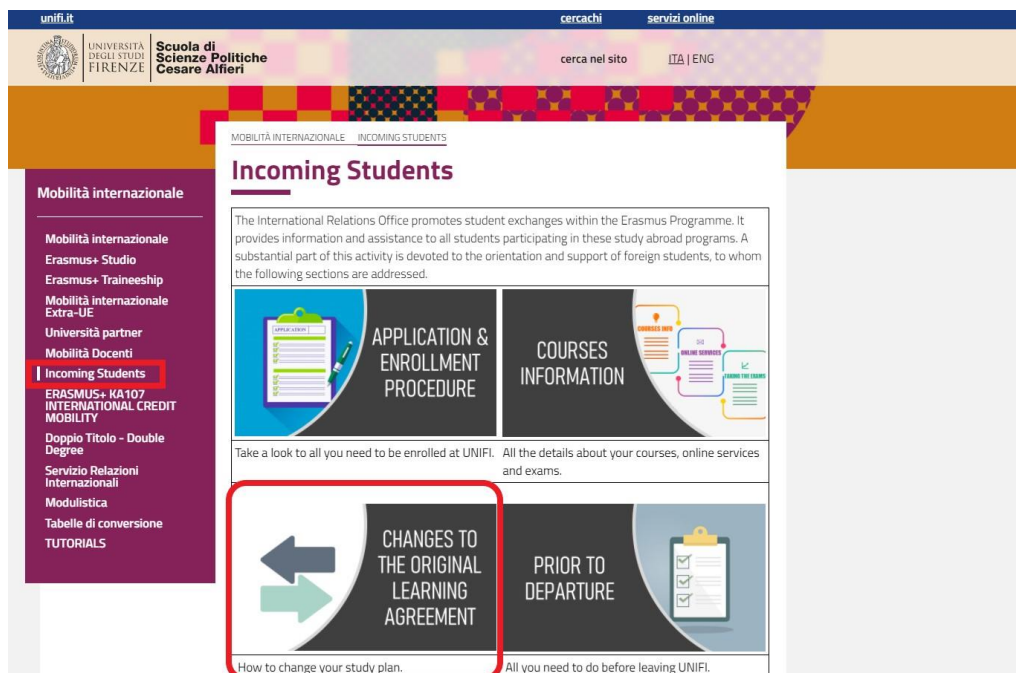 unifi.it
cercachi
servizi online
UNIVERSITÀ
DEGLI STUDI
FIRENZE
Scuola di
Scienze Politiche
Cesare Alfieri
cerca nel sito
ITA | ENG
MOBILITÀ INTERNAZIONALE INCOMING STUDENTS
Incoming Students
Mobilità internazionale
Mobilità internazionale
Erasmus+ Studio
Erasmus+ Traineeship
Mobilità internazionale
Extra-UE
Università partner
Mobilità Docenti
Incoming Students
ERASMUS+ KA107
INTERNATIONAL CREDIT
MOBILITY
Doppio Titolo - Double
Degree
Servizio Relazioni
Internazionali
Modulistica
Tabelle di conversione
TUTORIALS
The International Relations Office promotes student exchanges within the Erasmus Programme. It
provides information and assistance to all students participating in these study abroad programs. A
substantial part of this activity is devoted to the orientation and support of foreign students, to whom
the following sections are addressed.
APPLICATION
APPLICATION &
ENROLLMENT
PROCEDURE
COURSES
INFORMATION
COURSES INFO
ONLINE SERVICES
EXAMS
Take a look to all you need to be enrolled at UNIFI.
All the details about your courses, online services
and exams.
CHANGES TO
THE ORIGINAL
LEARNING
AGREEMENT
PRIOR TO
DEPARTURE
How to change your study plan.
All you need to do before leaving UNIFI.